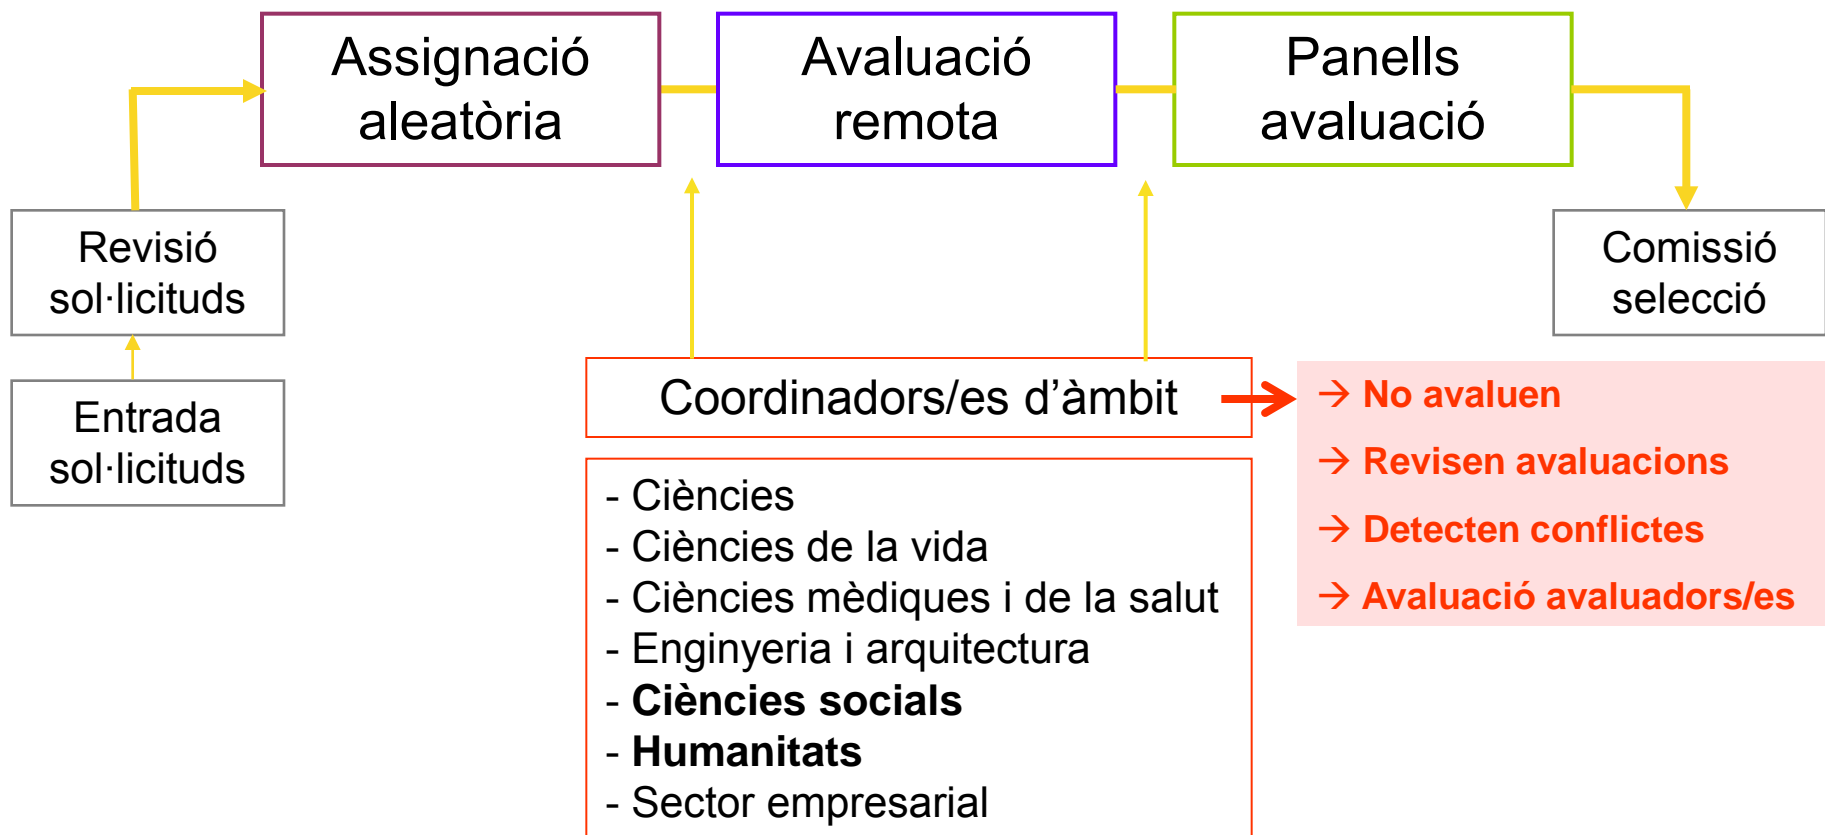 Assignació
aleatòria
Avaluació
remota
Panells
avaluació
Revisió
sol·licituds
Comissió
selecció
Entrada
sol·licituds
Coordinadors/es d’àmbit
→ No avaluen
→ Revisen avaluacions
→ Detecten conflictes
→ Avaluació avaluadors/es
- Ciències
- Ciències de la vida
- Ciències mèdiques i de la salut
- Enginyeria i arquitectura
- Ciències socials
- Humanitats
- Sector empresarial